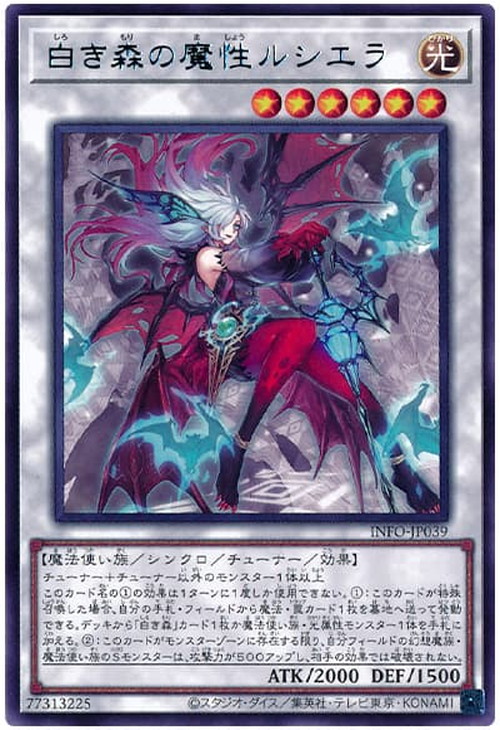 白き森の魔性ルシエラ
光
INFO-JP039
【魔法使い族／シンクロ／チューナー／効果】
チューナー＋チューナー以外のモンスター1体以上
このカード名の①の効果は1ターンに1度しか使用できない。①：このカードが特殊
召喚した場合、自分の手札・フィールドから魔法・罠カード1枚を墓地へ送って発動
できる。デッキから「白き森」カード1枚か魔法使い族・光属性モンスター1体を手札に
加える。②：このカードがモンスターゾーンに存在する限り、自分フィールドの幻想魔族・
魔法使い族のSモンスターは、攻撃力が500アップし、相手の効果では破壊されない。
ATK/2000 DEF/1500
77313225 ©スタジオ・ダイス／集英社・テレビ東京・KONAMI